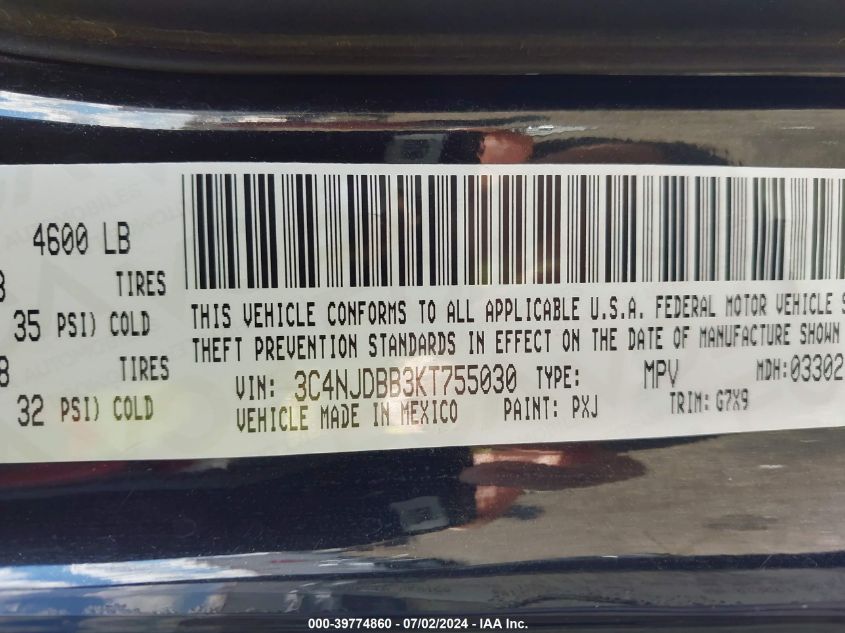 4600 LB
8 TIRES
35 PSI) COLD
8 TIRES
32 PSI) COLD
THIS VEHICLE CONFORMS TO ALL APPLICABLE U.S.A. FEDERAL MOTOR VEHICLE S
THEFT PREVENTION STANDARDS IN EFFECT ON THE DATE OF MANUFACTURE SHOWN
VIN: 3C4NJDBB3KT755030 TYPE: MPV MDH: 03302
VEHICLE MADE IN MEXICO PAINT: PXJ TRIM: G7X9
000-39774860 - 07/02/2024 - IAA Inc.